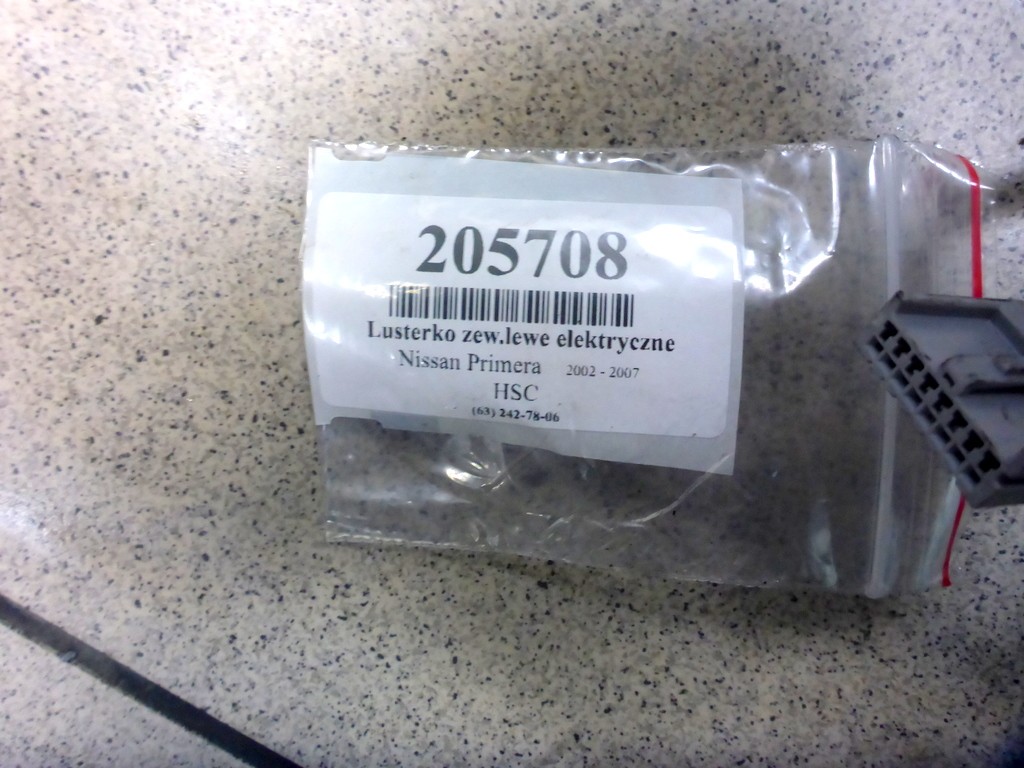 205708
Lusterko zew.lewe elektryczne
Nissan Primera 2002 - 2007
HSC
(63) 242-78-06